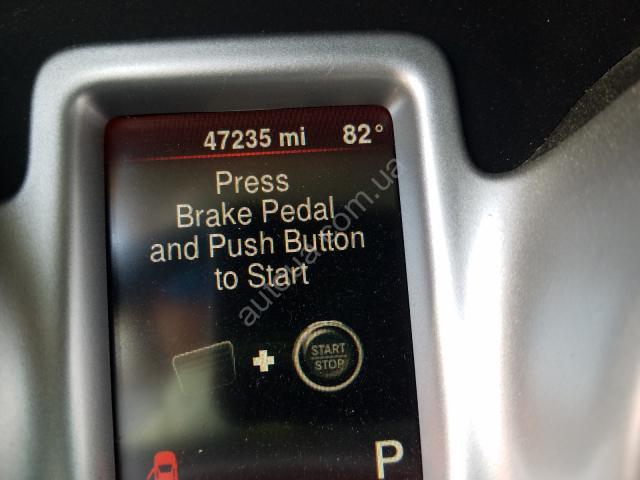 47235 mi 82°
Press
Brake Pedal
and Push Button
to Start
START
STOP
P
autoua.com.ua